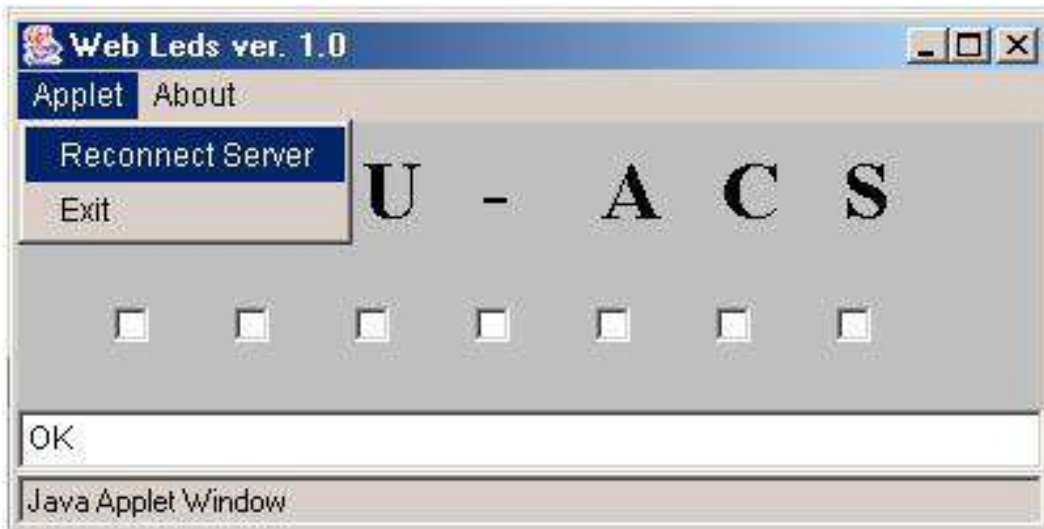 Web Leds ver. 1.0
Applet About
Reconnect Server
Exit
U - A C S
OK
Java Applet Window